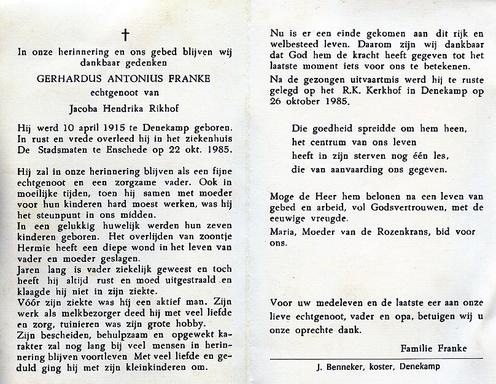 In onze herinnering en ons gebed blijven wij
dankbaar gedenken
GERHARDUS ANTONIUS FRANKE
echtgenoot van
Jacoba Hendrika Rikhof
Hij werd 10 april 1915 te Denekamp geboren.
In rust en vrede overleed hij in het ziekenhuis
De Stadsmaten te Enschede op 22 okt. 1985.
Hij zal in onze herinnering blijven als een fijne
echtgenoot en een zorgzame vader. Ook in
moeilijke tijden, toen hij samen met moeder
voor hun kinderen hard moest werken, was hij
het steunpunt in ons midden.
In een gelukkig huwelijk werden hun zeven
kinderen geboren. Het overlijden van zoontje
Hermie heeft een diepe wond in het leven van
vader en moeder geslagen.
Jaren lang is vader ziekelijk geweest en toch
heeft hij altijd rust en moed uitgestraald en
klaagde hij niet in zijn ziekte.
Vóór zijn ziekte was hij een aktief man. Zijn
werk als melkbezorger deed hij met veel liefde
en zorg, tuinieren was zijn grote hobby.
Zijn bescheiden, behulpzaam en opgewekt ka-
rakter zal nog lang bij veel mensen in herin-
nering blijven voortleven Met veel liefde en ge-
duld ging hij met zijn kleinkinderen om.
Nu is er een einde gekomen aan dit rijk en
welbesteed leven. Daarom zijn wij dankbaar
dat God hem de kracht heeft gegeven tot het
laatste moment iets voor ons te betekenen.
Na de gezongen uitvaartmis werd hij te ruste
gelegd op het R.K. Kerkhof in Denekamp op
26 oktober 1985.
Die goedheid spreidde om hem heen,
het centrum van ons leven
heeft in zijn sterven nog één les,
die van aanvaarding ons gegeven.
Moge de Heer hem belonen na een leven van
gebed en arbeid, vol Godsvertrouwen, met de
eeuwige vreugde.
Maria, Moeder van de Rozenkrans, bid voor
ons.
Voor uw medeleven en de laatste eer aan onze
lieve echtgenoot, vader en opa, betuigen wij u
onze oprechte dank.
Familie Franke
J. Benneker, koster, Denekamp